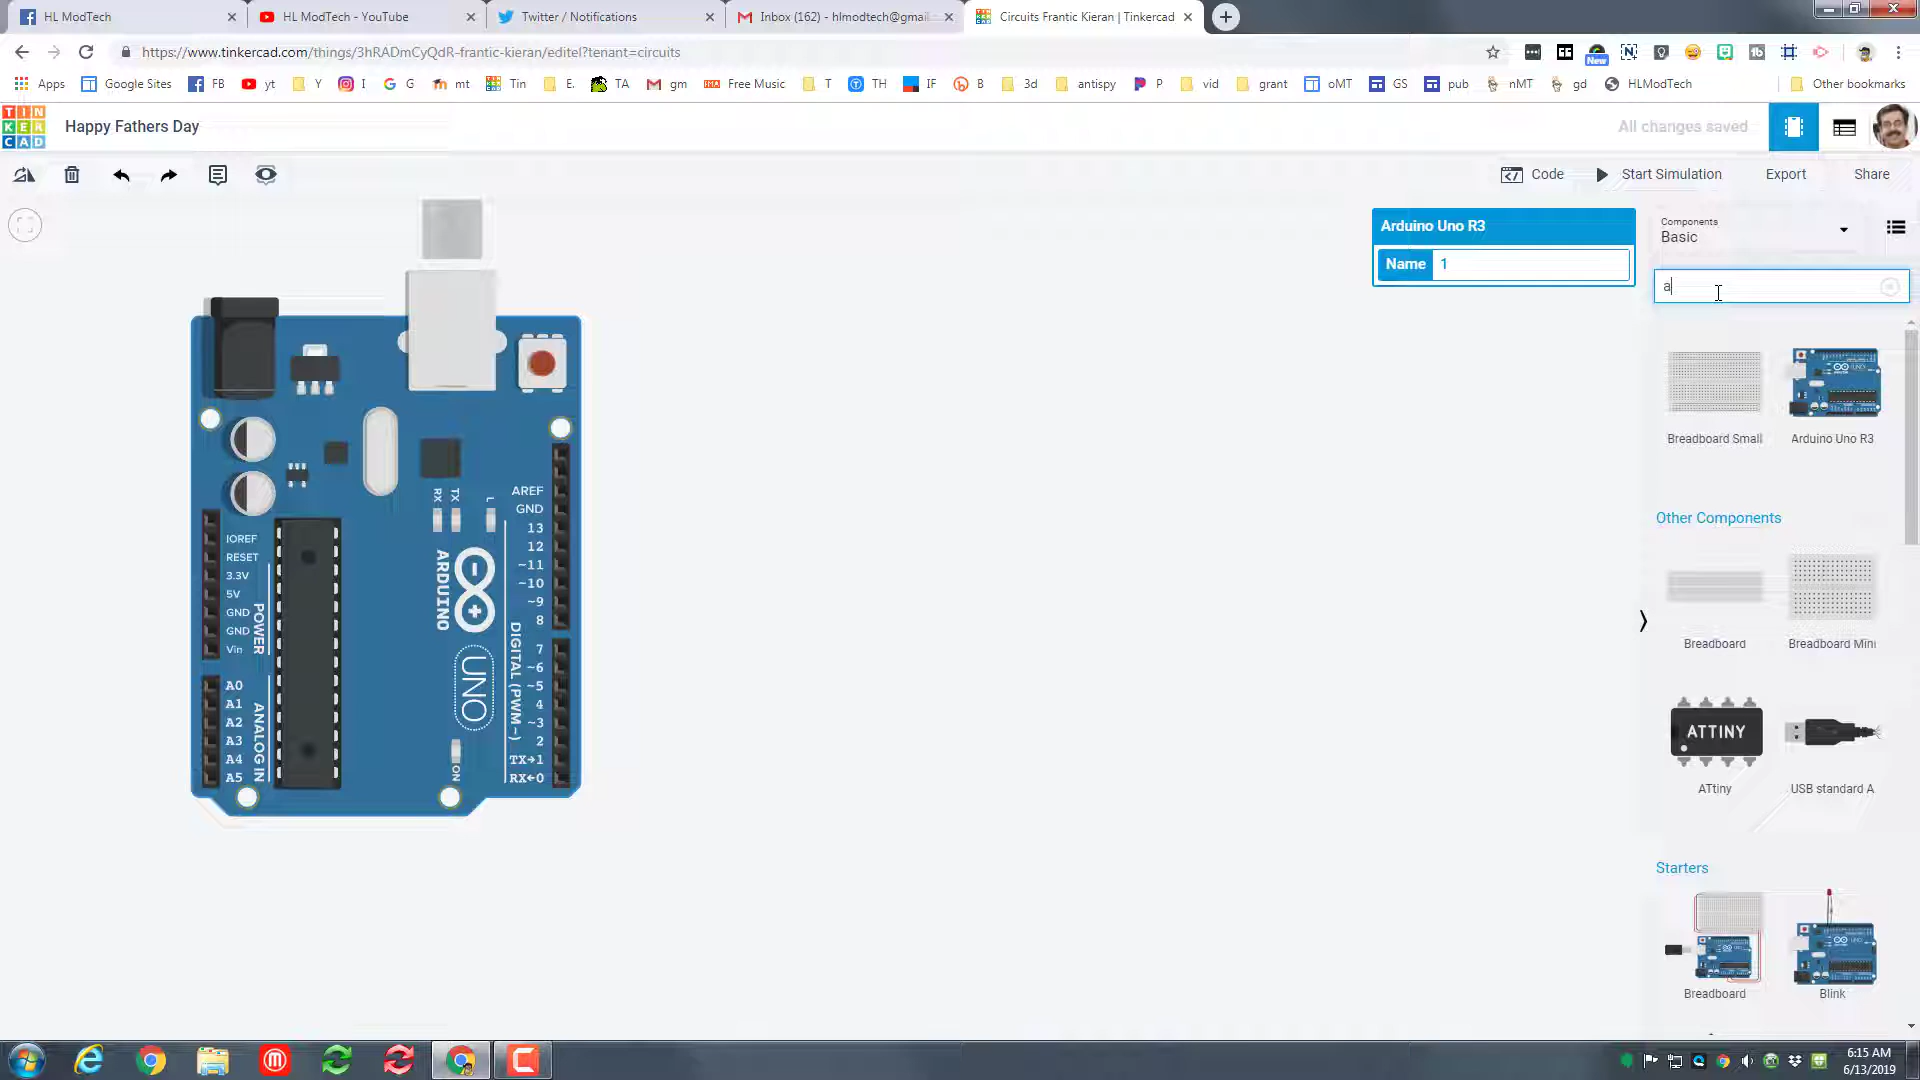 HL ModTech
HL ModTech - YouTube
Twitter / Notifications
Inbox (162) - hlmodtech@gmail
Circuits Frantic Kieran | Tinkercad
https://www.tinkercad.com/things/3hRADmCyQdR-frantic-kieran/editel?tenant=circuits
New
Apps Google Sites FB yt Y I G mt Tin E. TA gm Free Music T TH IF B 3d antispy P vid grant oMT GS pub nMT gd HLModTech Other bookmarks
TINKERCAD
Happy Fathers Day
All changes saved
Code Start Simulation Export Share
Arduino Uno R3
Name 1
Components
Basic
a
Breadboard Small Arduino Uno R3
Other Components
Breadboard Breadboard Mini
ATTINY
ATtiny USB standard A
Starters
Breadboard Blink
RX TX L
AREF
GND
13
12
~11
~10
~9
8
7
~6
~5
4
~3
2
TX→1
RX←0
DIGITAL (PWM~)
ARDUINO
UNO
ON
IOREF
RESET
3.3V
5V
GND
GND
Vin
POWER
A0
A1
A2
A3
A4
A5
ANALOG IN
6:15 AM
6/13/2019